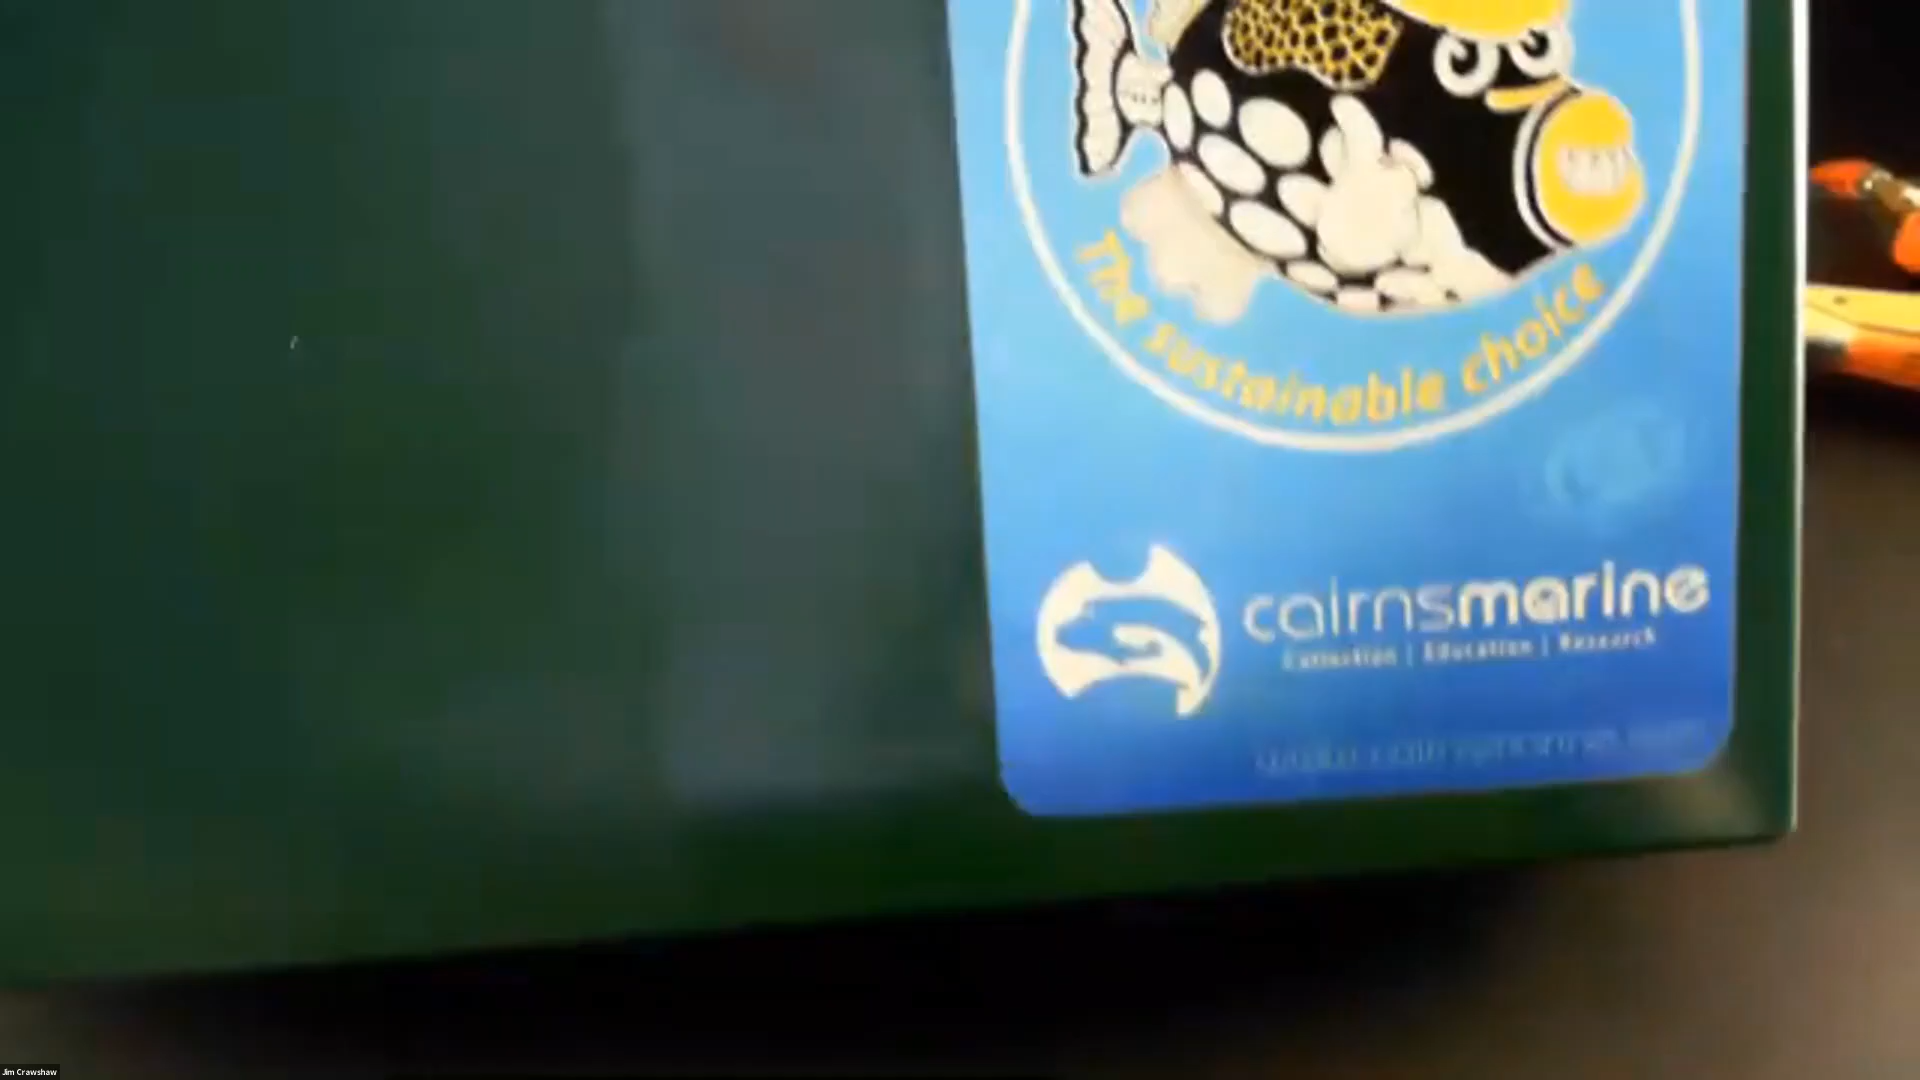 The sustainable choice
cairnsmarine
Collection | Education | Research
Jim Crawshaw